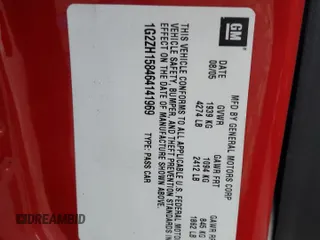 GM
MFD BY GENERAL MOTORS CORP
DATE GVWR GAWR FRT GAWR RR
08/05 1939 KG 1094 KG 845 KG
4274 LB 2412 LB 1862 LB
THIS VEHICLE CONFORMS TO ALL APPLICABLE U.S. FEDERAL MOTOR
VEHICLE SAFETY, BUMPER, AND THEFT PREVENTION STANDARDS IN
EFFECT ON THE DATE OF MANUFACTURE SHOWN ABOVE.
1G2ZH158464141969 TYPE: PASS CAR
DREAMBID